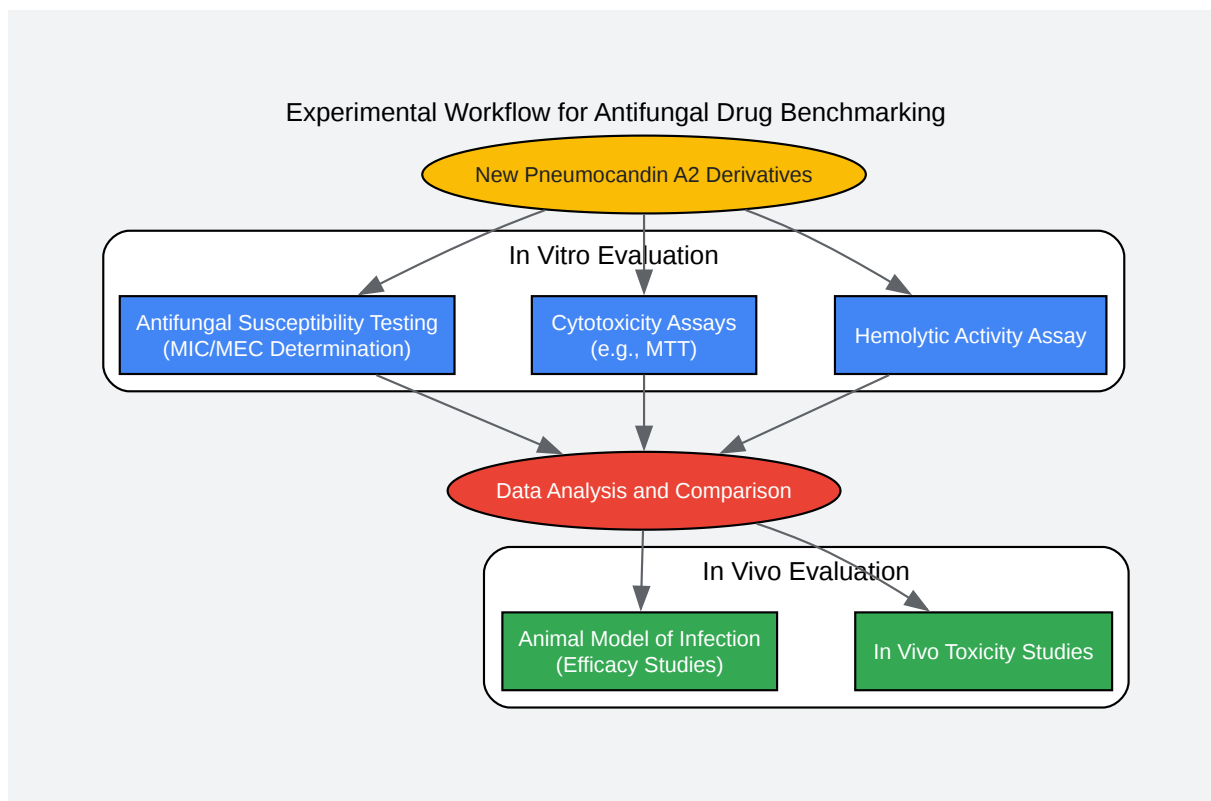 Experimental Workflow for Antifungal Drug Benchmarking
New Pneumocandin A2 Derivatives
In Vitro Evaluation
Antifungal Susceptibility Testing
(MIC/MEC Determination)
Cytotoxicity Assays
(e.g., MTT)
Hemolytic Activity Assay
Data Analysis and Comparison
In Vivo Evaluation
Animal Model of Infection
(Efficacy Studies)
In Vivo Toxicity Studies